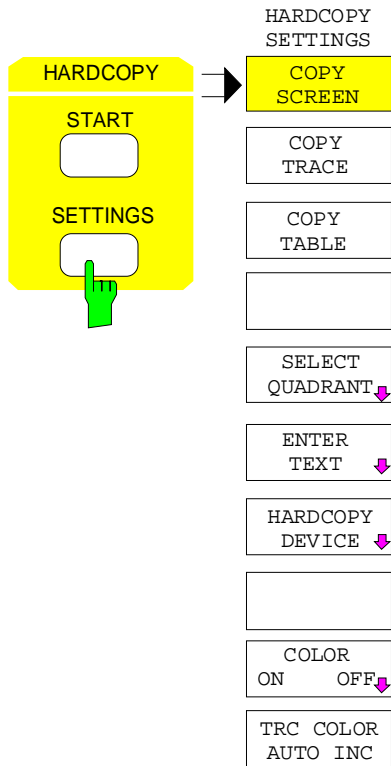 HARDCOPY
START
SETTINGS
HARDCOPY
SETTINGS
COPY
SCREEN
COPY
TRACE
COPY
TABLE
SELECT
QUADRANT
ENTER
TEXT
HARDCOPY
DEVICE
COLOR
ON OFF
TRC COLOR
AUTO INC